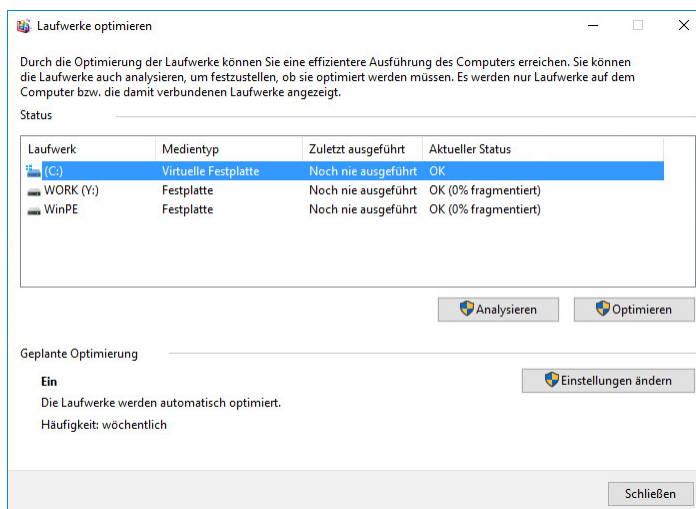 Laufwerke optimieren
Durch die Optimierung der Laufwerke können Sie eine effizientere Ausführung des Computers erreichen. Sie können
die Laufwerke auch analysieren, um festzustellen, ob sie optimiert werden müssen. Es werden nur Laufwerke auf dem
Computer bzw. die damit verbundenen Laufwerke angezeigt.
Status
Laufwerk Medientyp Zuletzt ausgeführt Aktueller Status
(C:) Virtuelle Festplatte Noch nie ausgeführt OK
WORK (Y:) Festplatte Noch nie ausgeführt OK (0% fragmentiert)
WinPE Festplatte Noch nie ausgeführt OK (0% fragmentiert)
Analysieren Optimieren
Geplante Optimierung
Ein Einstellungen ändern
Die Laufwerke werden automatisch optimiert.
Häufigkeit: wöchentlich
Schließen